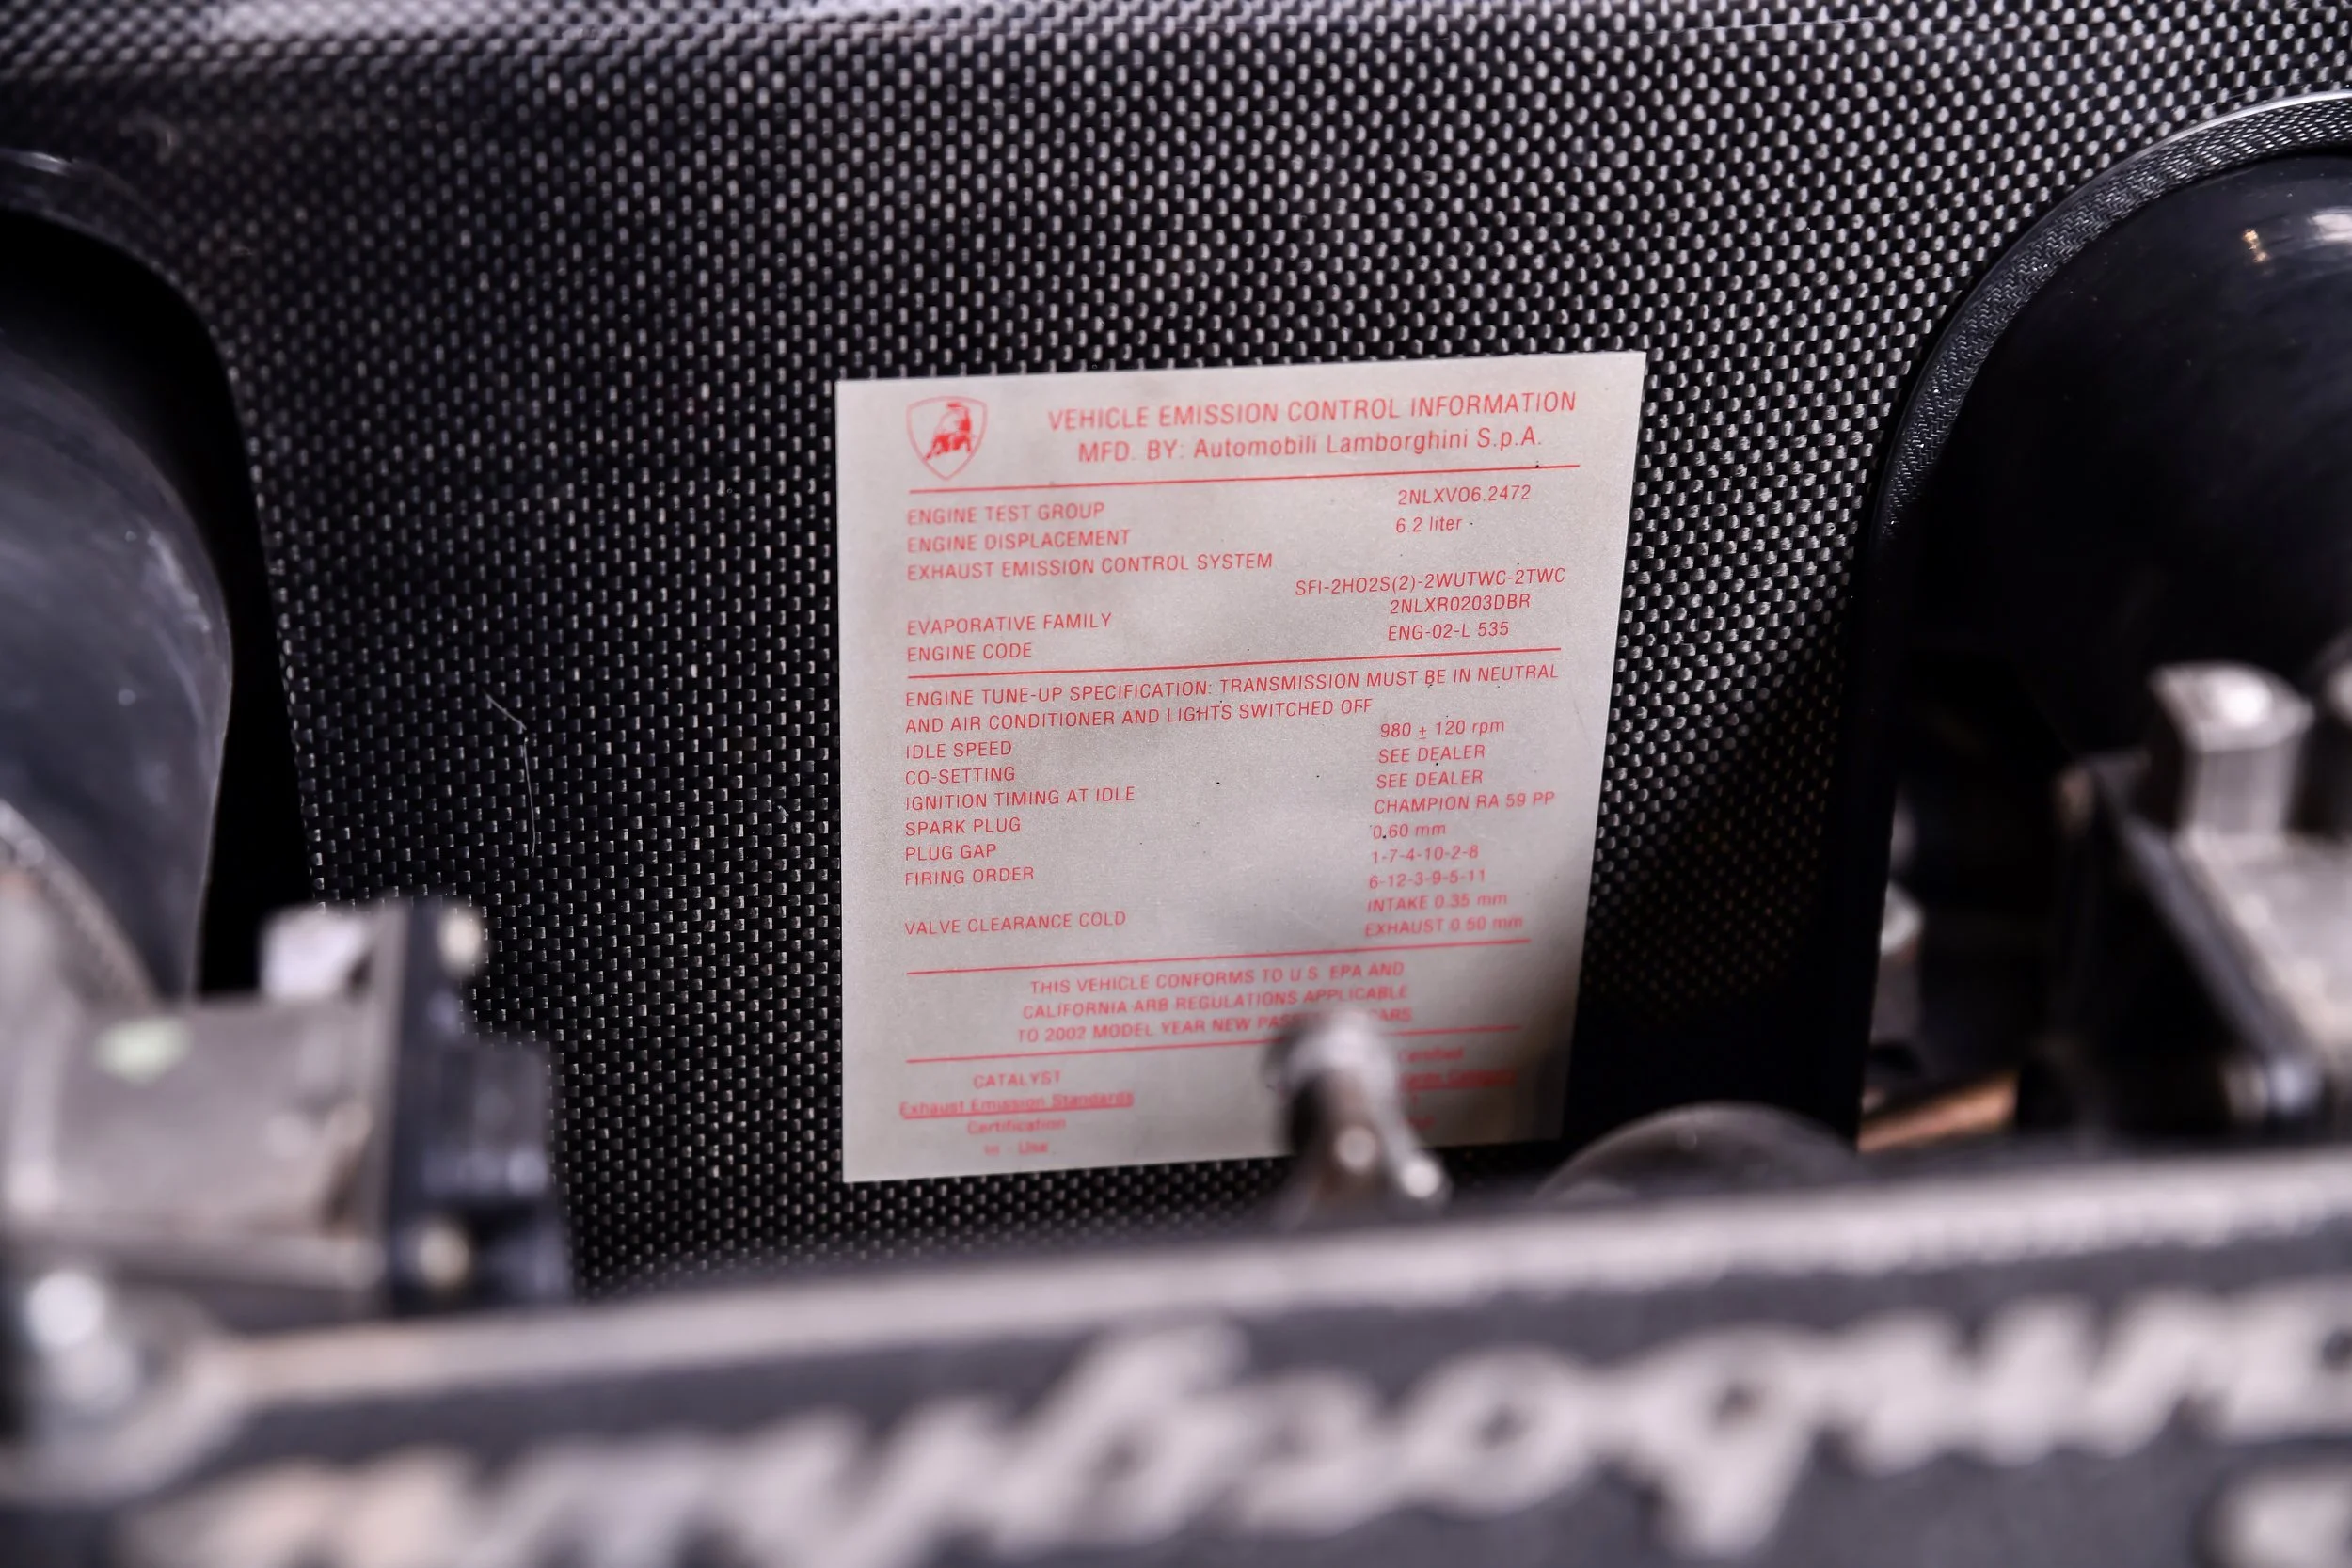 VEHICLE EMISSION CONTROL INFORMATION
MFD. BY: Automobili Lamborghini S.p.A.
ENGINE TEST GROUP 2NLXV06.2472
ENGINE DISPLACEMENT 6.2 liter
EXHAUST EMISSION CONTROL SYSTEM
SFI-2HO2S(2)-2WUTWC-2TWC
EVAPORATIVE FAMILY 2NLXR0203DBR
ENGINE CODE ENG-02-L 535
ENGINE TUNE-UP SPECIFICATION: TRANSMISSION MUST BE IN NEUTRAL
AND AIR CONDITIONER AND LIGHTS SWITCHED OFF
IDLE SPEED 980 ± 120 rpm
CO-SETTING SEE DEALER
IGNITION TIMING AT IDLE SEE DEALER
SPARK PLUG CHAMPION RA 59 PP
PLUG GAP 0.60 mm
FIRING ORDER 1-7-4-10-2-8
6-12-3-9-5-11
VALVE CLEARANCE COLD INTAKE 0.35 mm
EXHAUST 0.50 mm
THIS VEHICLE CONFORMS TO U.S. EPA AND
CALIFORNIA ARB REGULATIONS APPLICABLE
TO 2002 MODEL YEAR NEW CARS
CATALYST Certified
Exhaust Emission Standards
Certification
In - Use